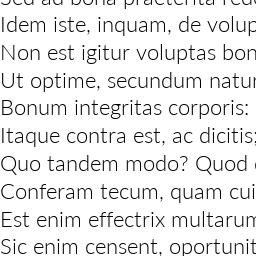 Sed ad bona praeterita redeamus
Idem iste, inquam, de volup
Non est igitur voluptas bon
Ut optime, secundum natur
Bonum integritas corporis:
Itaque contra est, ac dicitis;
Quo tandem modo? Quod
Conferam tecum, quam cui
Est enim effectrix multarum
Sic enim censent, oportunit